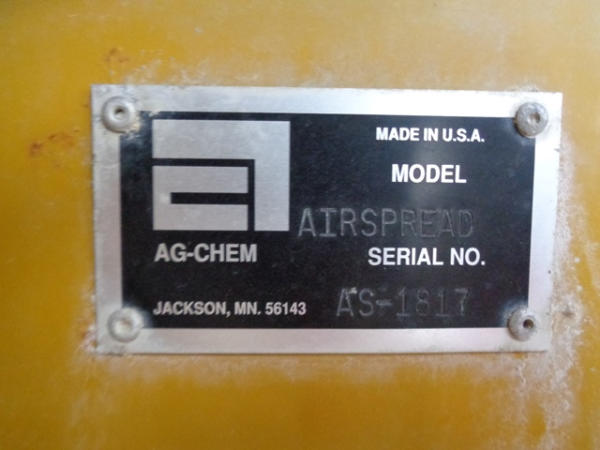 MADE IN U.S.A.
MODEL
AIRSPREAD
AG-CHEM
SERIAL NO.
JACKSON, MN. 56143
AS-1817